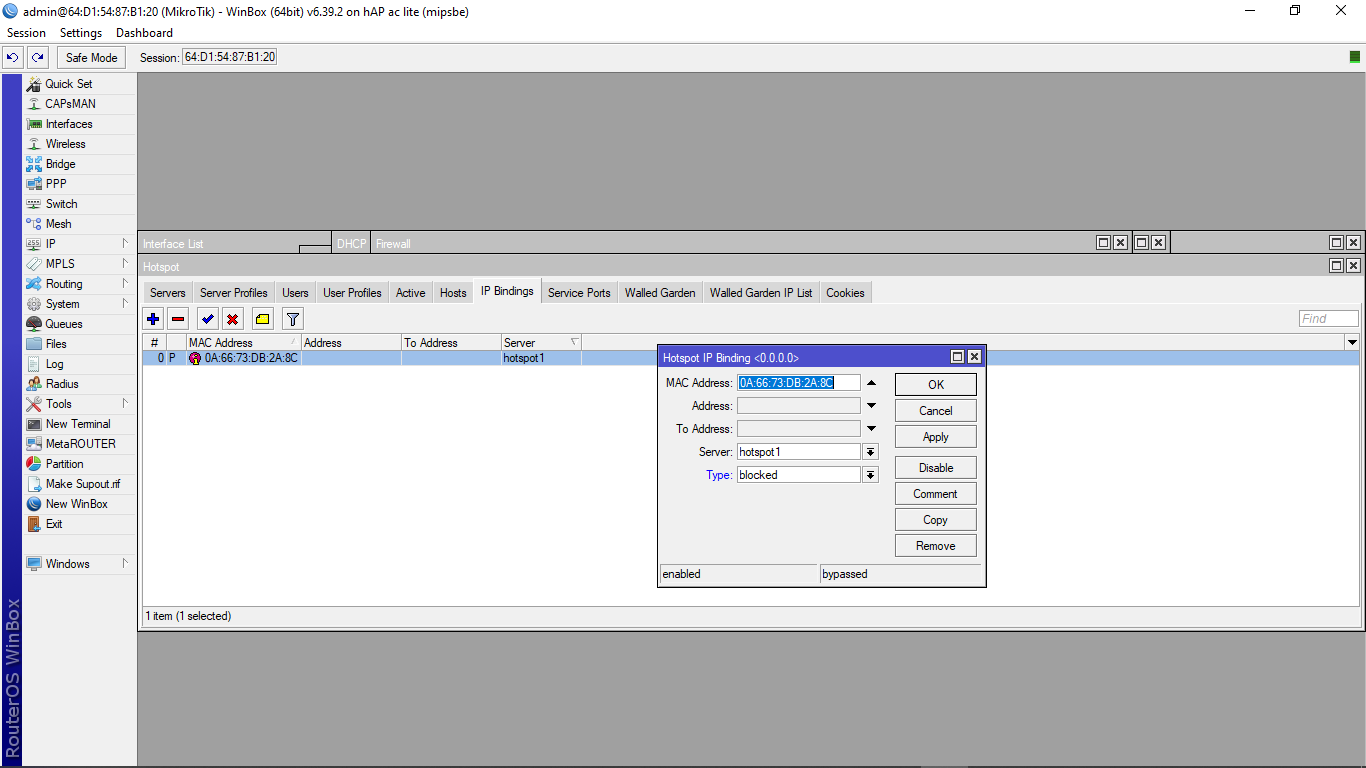 admin@64:D1:54:87:B1:20 (MikroTik) - WinBox (64bit) v6.39.2 on hAP ac lite (mipsbe)
Session Settings Dashboard
Safe Mode Session: 64:D1:54:87:B1:20
Quick Set
CAPsMAN
Interfaces
Wireless
Bridge
PPP
Switch
Mesh
IP
MPLS
Routing
System
Queues
Files
Log
Radius
Tools
New Terminal
MetaROUTER
Partition
Make Supout.rif
New WinBox
Exit
Windows
RouterOS WinBox
Interface List DHCP Firewall
Hotspot
Servers Server Profiles Users User Profiles Active Hosts IP Bindings Service Ports Walled Garden Walled Garden IP List Cookies
Find
# MAC Address Address To Address Server
0 P 0A:66:73:DB:2A:8C hotspot1
1 item (1 selected)
Hotspot IP Binding <0.0.0.0>
MAC Address: 0A:66:73:DB:2A:8C
Address:
To Address:
Server: hotspot1
Type: blocked
OK
Cancel
Apply
Disable
Comment
Copy
Remove
enabled bypassed